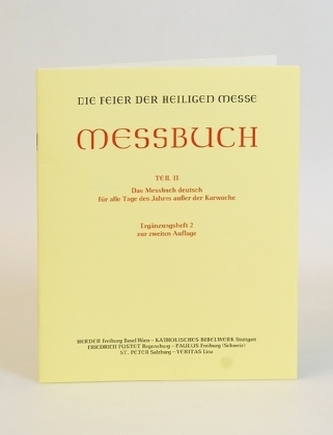 DIE FEIER DER HEILIGEN MESSE
MESSBUCH
TEIL II
Das Messbuch deutsch
für alle Tage des Jahres außer der Karwoche
Ergänzungsheft 2
zur zweiten Auflage
HERDER Freiburg Basel Wien – KATHOLISCHES BIBELWERK Stuttgart
FRIEDRICH PUSTET Regensburg – PAULUS Freiburg (Schweiz)
ST. PETER Salzburg – VERITAS Linz